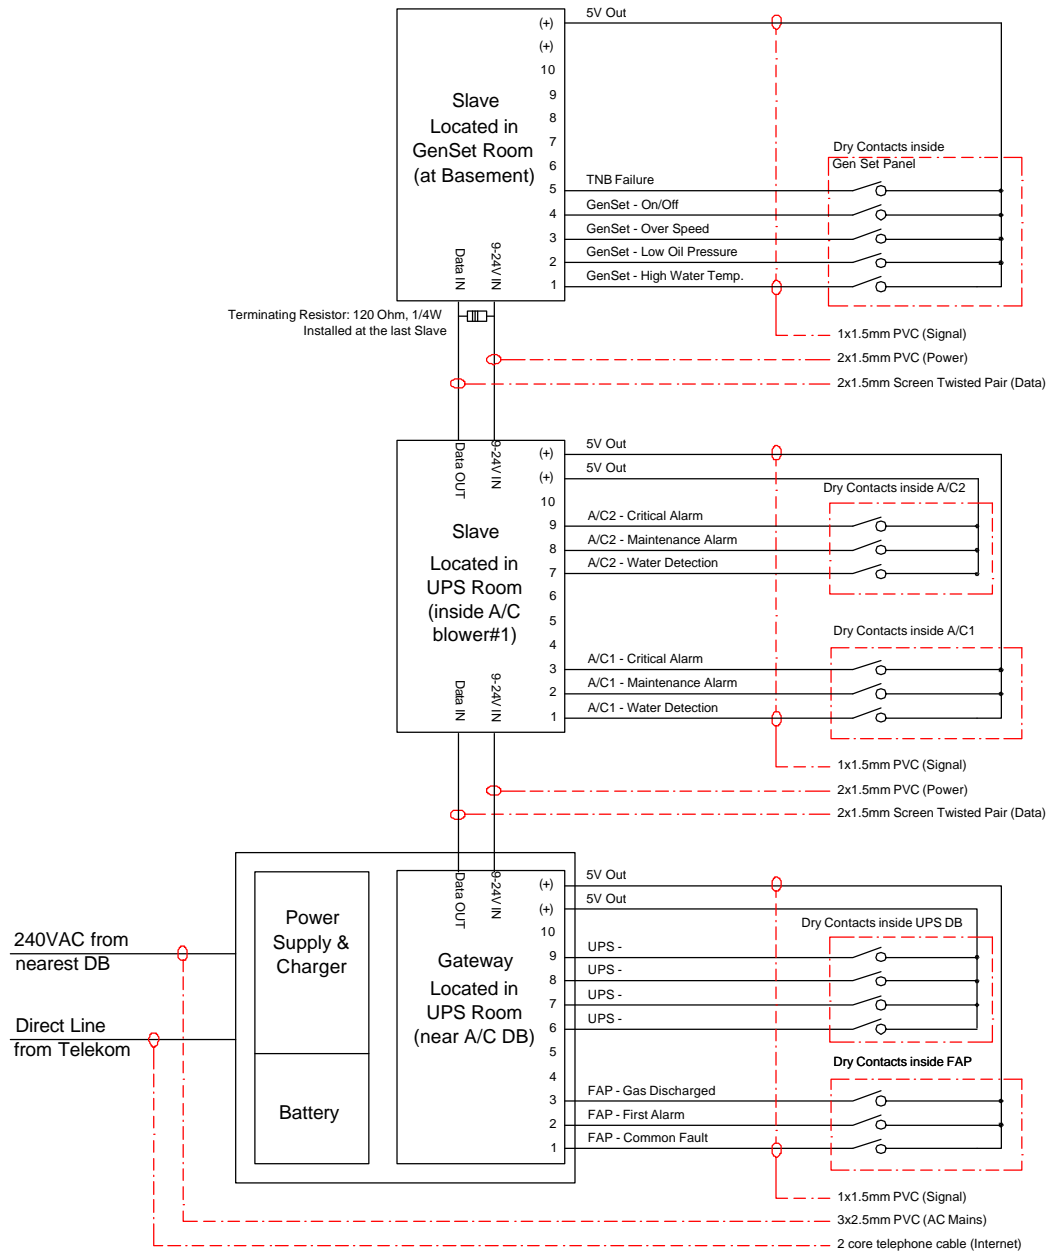 5V Out
(+)
(+)
10
9
8
7
6
5
4
3
2
1
Slave
Located in
GenSet Room
(at Basement)
Data IN
9-24V IN
TNB Failure
GenSet - On/Off
GenSet - Over Speed
GenSet - Low Oil Pressure
GenSet - High Water Temp.
Dry Contacts inside
Gen Set Panel
Terminating Resistor: 120 Ohm, 1/4W
Installed at the last Slave
1x1.5mm PVC (Signal)
2x1.5mm PVC (Power)
2x1.5mm Screen Twisted Pair (Data)
Data OUT
9-24V IN
5V Out
5V Out
(+)
(+)
10
9
8
7
6
5
4
3
2
1
Slave
Located in
UPS Room
(inside A/C
blower#1)
Data IN
9-24V IN
Dry Contacts inside A/C2
A/C2 - Critical Alarm
A/C2 - Maintenance Alarm
A/C2 - Water Detection
Dry Contacts inside A/C1
A/C1 - Critical Alarm
A/C1 - Maintenance Alarm
A/C1 - Water Detection
1x1.5mm PVC (Signal)
2x1.5mm PVC (Power)
2x1.5mm Screen Twisted Pair (Data)
240VAC from
nearest DB
Direct Line
from Telekom
Power
Supply &
Charger
Battery
Data OUT
9-24V IN
5V Out
5V Out
(+)
(+)
10
9
8
7
6
5
4
3
2
1
Gateway
Located in
UPS Room
(near A/C DB)
Dry Contacts inside UPS DB
UPS -
UPS -
UPS -
UPS -
Dry Contacts inside FAP
FAP - Gas Discharged
FAP - First Alarm
FAP - Common Fault
1x1.5mm PVC (Signal)
3x2.5mm PVC (AC Mains)
2 core telephone cable (Internet)